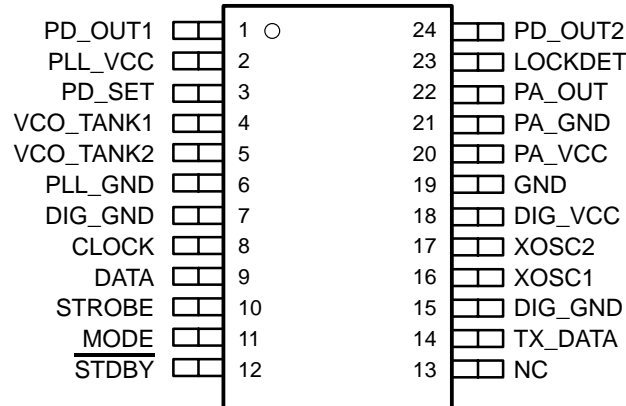 PD_OUT1 1 24 PD_OUT2
PLL_VCC 2 23 LOCKDET
PD_SET 3 22 PA_OUT
VCO_TANK1 4 21 PA_GND
VCO_TANK2 5 20 PA_VCC
PLL_GND 6 19 GND
DIG_GND 7 18 DIG_VCC
CLOCK 8 17 XOSC2
DATA 9 16 XOSC1
STROBE 10 15 DIG_GND
MODE 11 14 TX_DATA
STDBY 12 13 NC